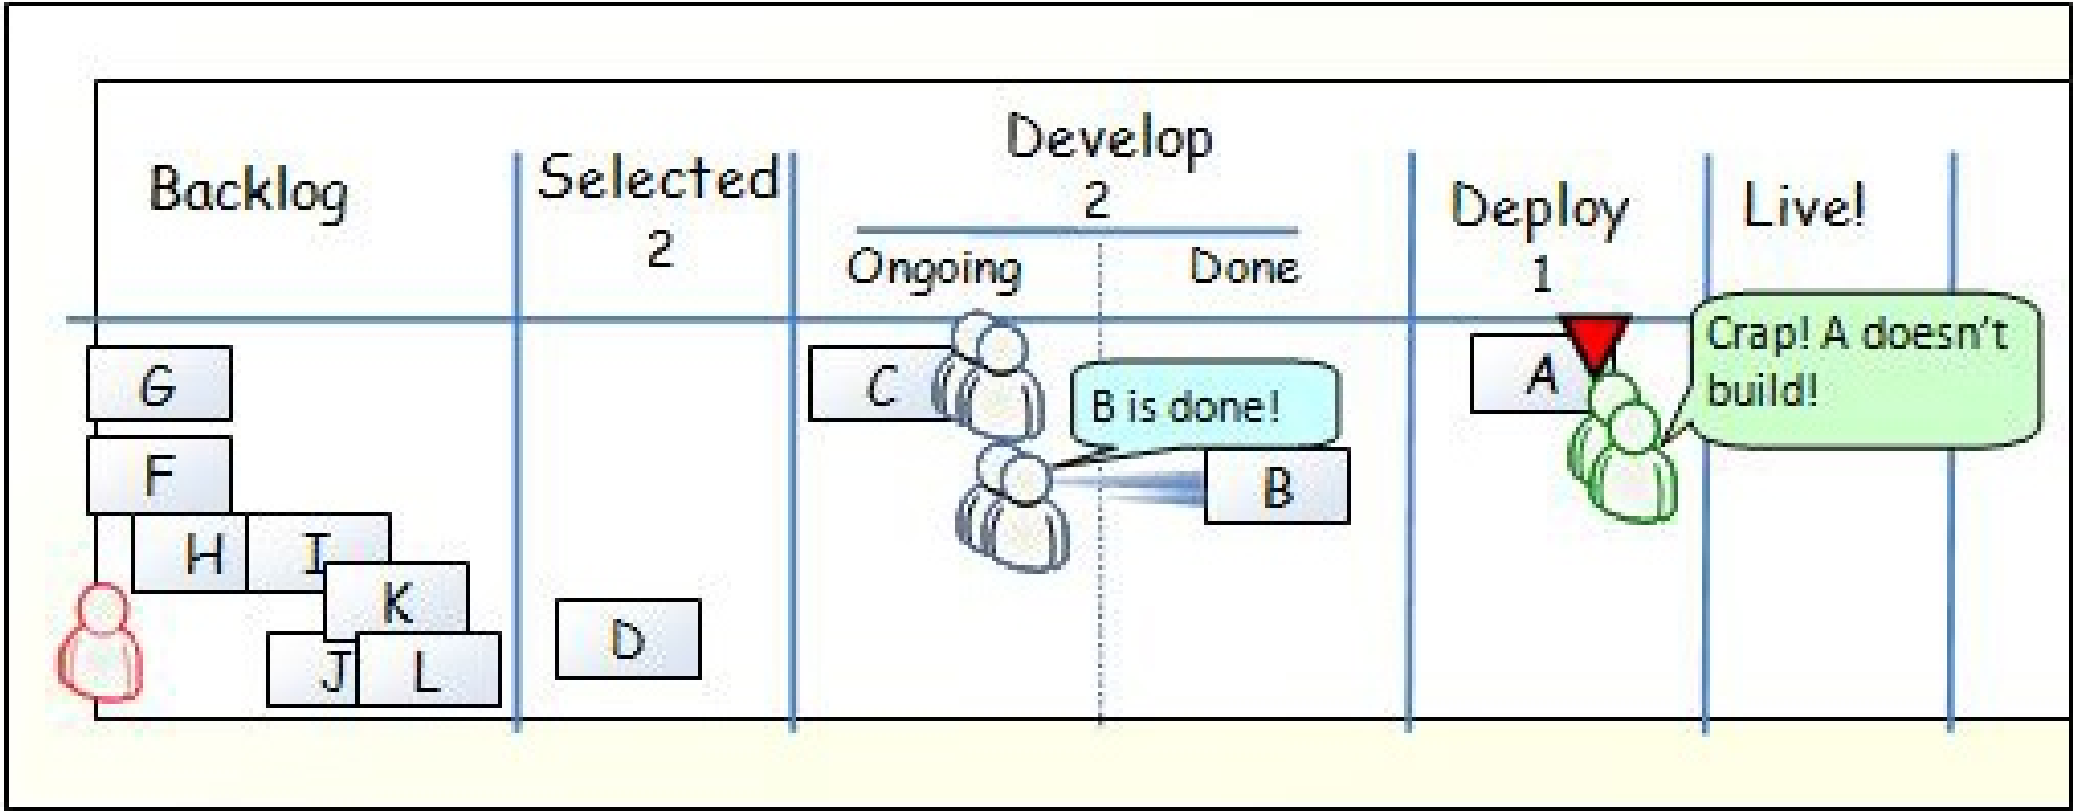 Backlog
Selected
2
Develop
2
Ongoing
Done
Deploy
1
Live!
G
F
H
I
K
J
L
D
C
B is done!
B
A
Crap! A doesn't
build!